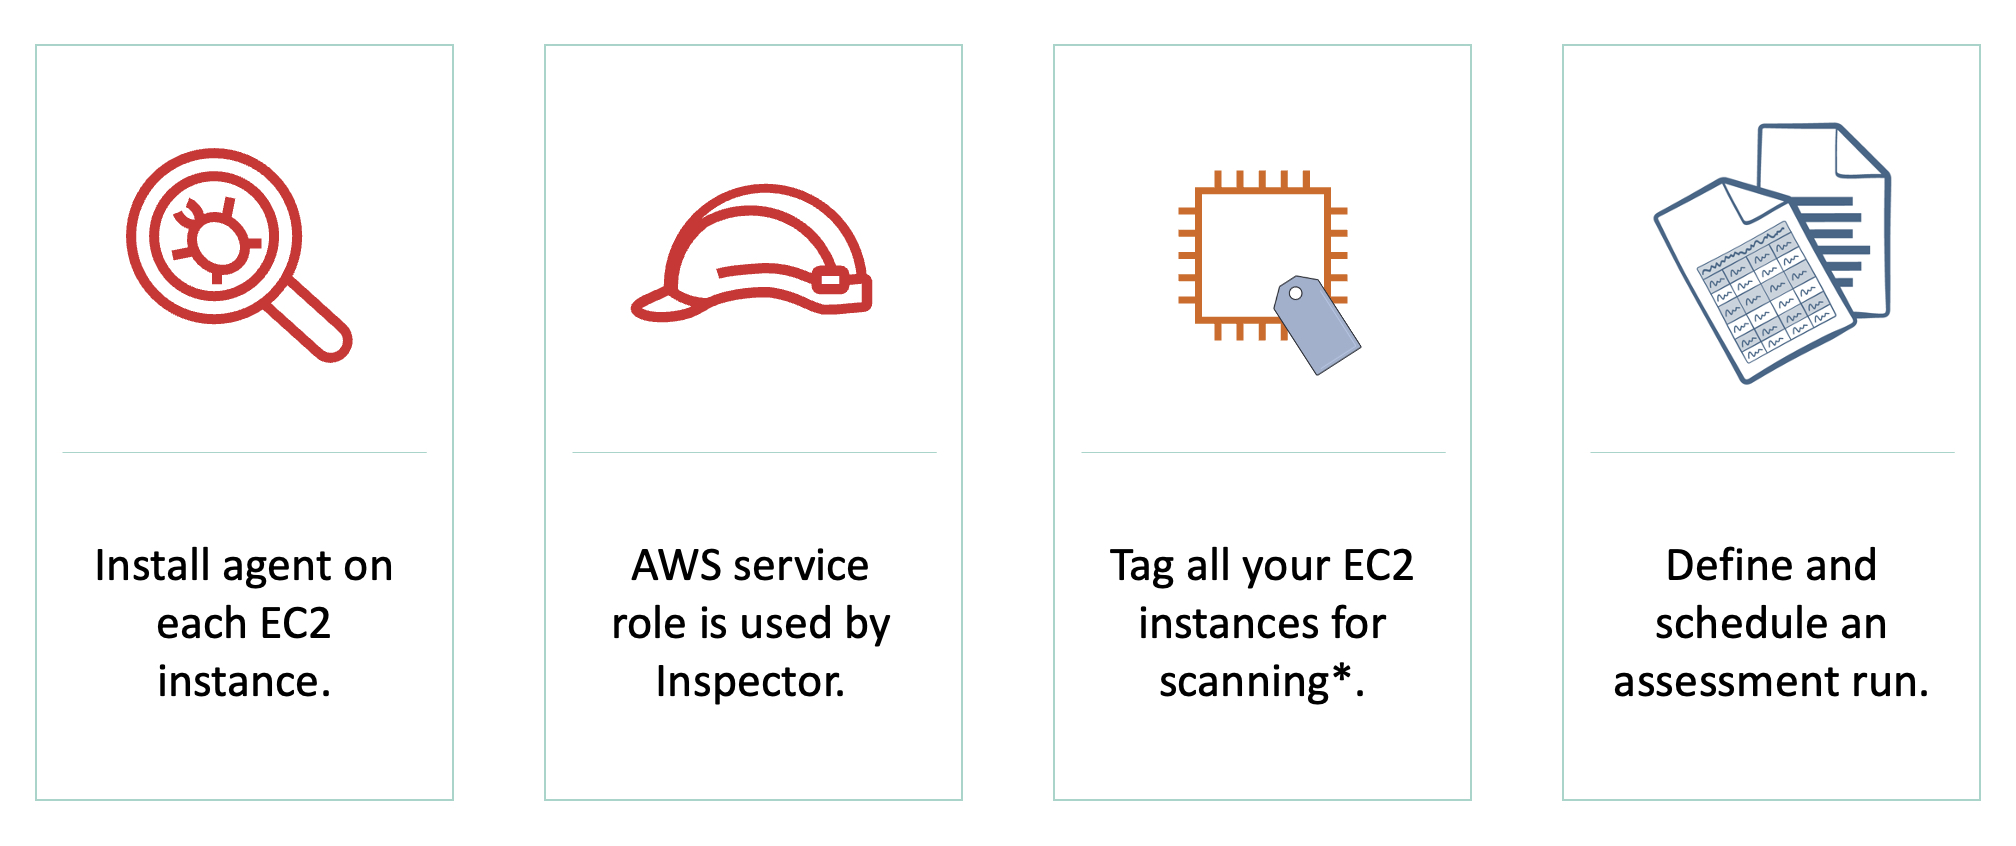 Install agent on
each EC2
instance.
AWS service
role is used by
Inspector.
Tag all your EC2
instances for
scanning*.
Define and
schedule an
assessment run.